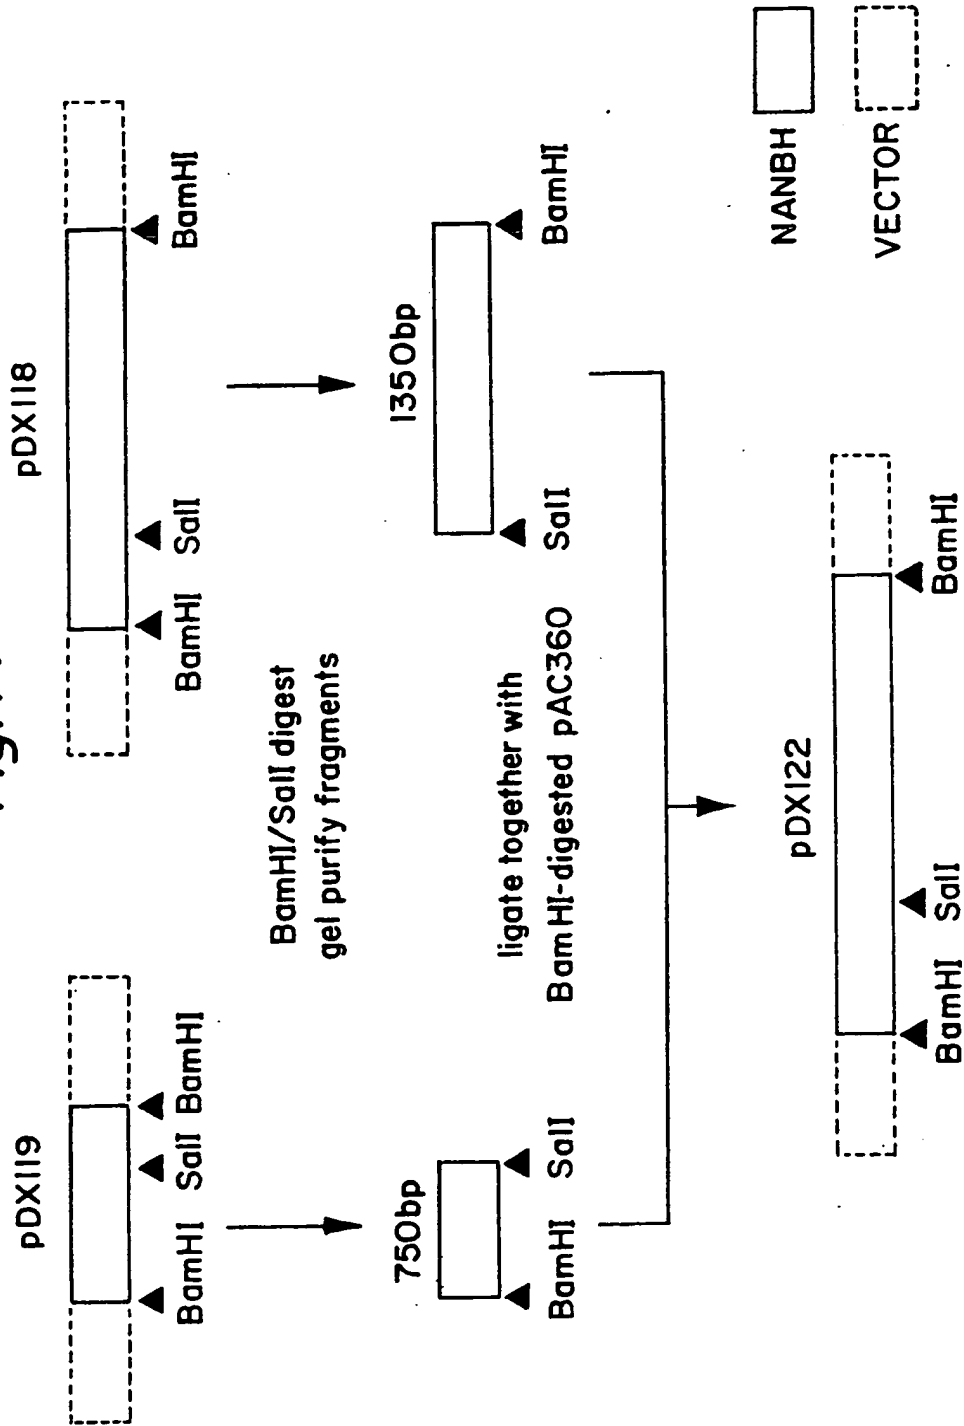 pDX119
pDX118
BamHI SalI BamHI
BamHI SalI BamHI
BamHI/SalI digest
gel purify fragments
750bp
1350bp
BamHI SalI
SalI BamHI
ligate together with
BamHI-digested pAC360
pDX122
BamHI SalI BamHI
NANBH
VECTOR